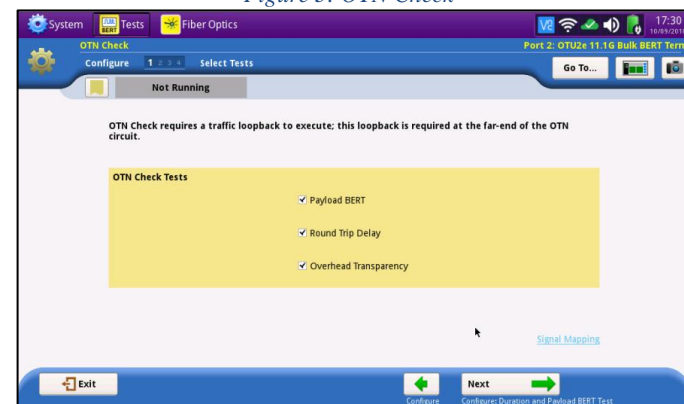 Figure 3: OTN Check
System
BERT Tests
Fiber Optics
17:30
OTN Check
Port 2: OTU2e 11.1G Bulk BERT Term
Configure 1 2 3 4 Select Tests
Go To...
Not Running
OTN Check requires a traffic loopback to execute; this loopback is required at the far-end of the OTN
circuit.
OTN Check Tests
Payload BERT
Round Trip Delay
Overhead Transparency
Signal Mapping
Exit
Next
Configure
Configure: Duration and Payload BERT Test